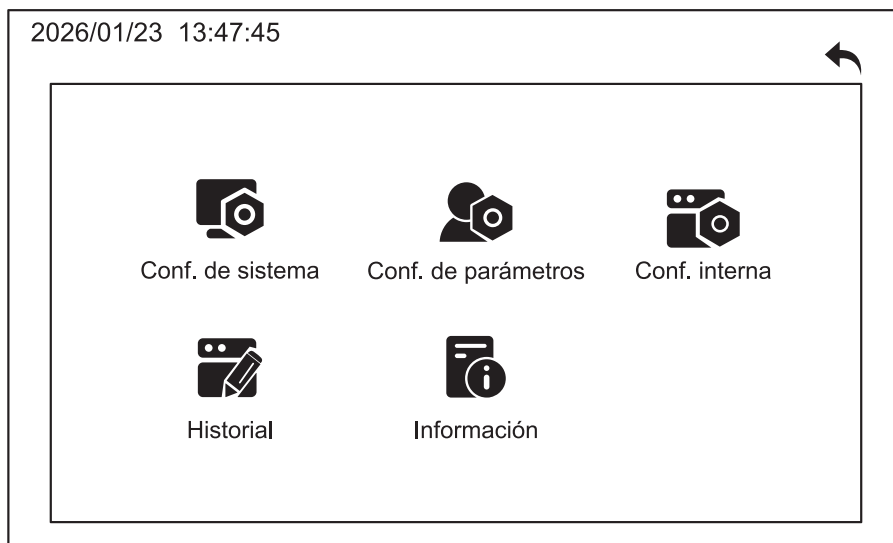 2026/01/23 13:47:45
Conf. de sistema Conf. de parámetros Conf. interna
Historial Información